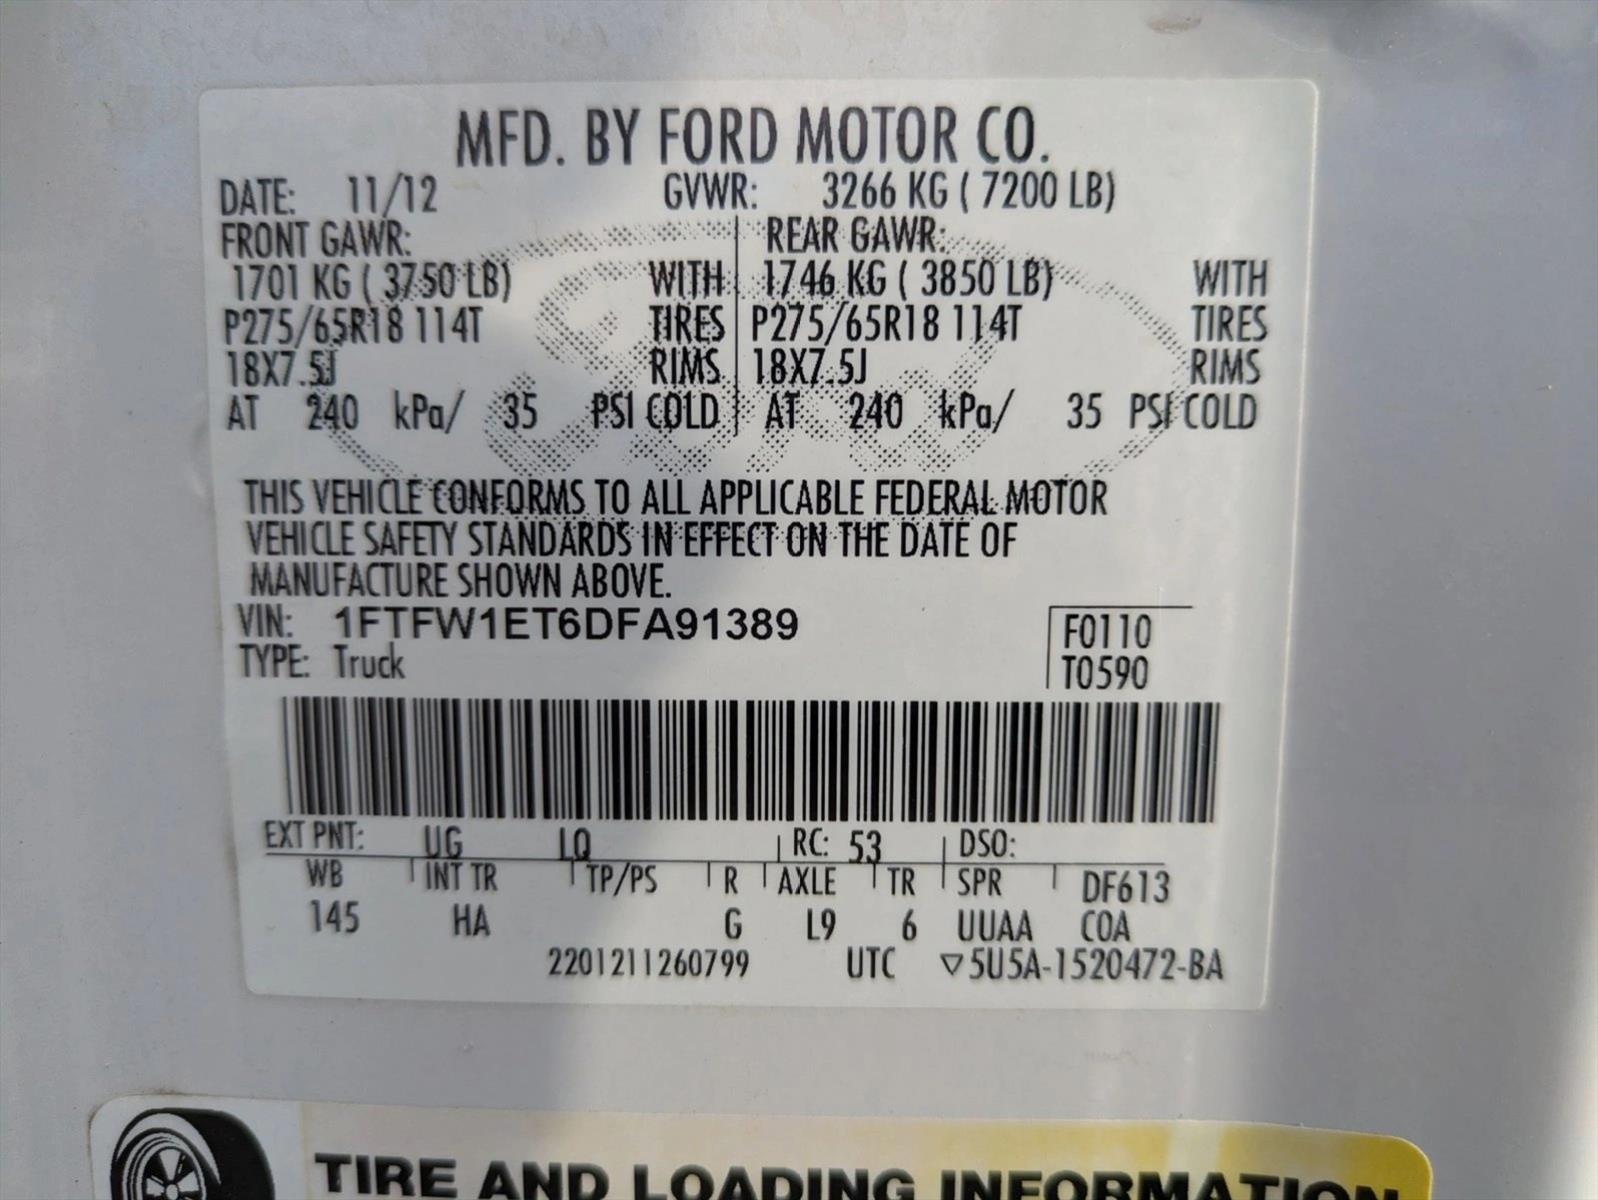 MFD. BY FORD MOTOR CO.
DATE: 11/12 GVWR: 3266 KG ( 7200 LB)
FRONT GAWR: REAR GAWR:
1701 KG ( 3750 LB) WITH 1746 KG ( 3850 LB) WITH
P275/65R18 114T TIRES P275/65R18 114T TIRES
18X7.5J RIMS 18X7.5J RIMS
AT 240 kPa/ 35 PSI COLD AT 240 kPa/ 35 PSI COLD
THIS VEHICLE CONFORMS TO ALL APPLICABLE FEDERAL MOTOR
VEHICLE SAFETY STANDARDS IN EFFECT ON THE DATE OF
MANUFACTURE SHOWN ABOVE.
VIN: 1FTFW1ET6DFA91389 F0110
TYPE: Truck T0590
EXT PNT: UG LQ RC: 53 DSO:
WB INT TR TP/PS R AXLE TR SPR DF613
145 HA G L9 6 UUAA COA
2201211260799 UTC ▽5U5A-1520472-BA
TIRE AND LOADING INFORMATION